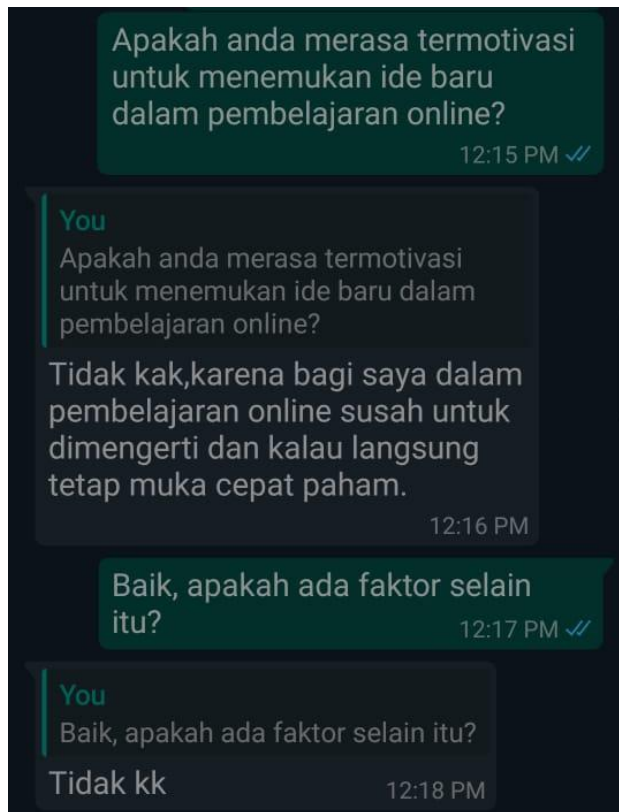 Apakah anda merasa termotivasi
untuk menemukan ide baru
dalam pembelajaran online?
12:15 PM
You
Apakah anda merasa termotivasi
untuk menemukan ide baru dalam
pembelajaran online?
Tidak kak,karena bagi saya dalam
pembelajaran online susah untuk
dimengerti dan kalau langsung
tetap muka cepat paham.
12:16 PM
Baik, apakah ada faktor selain
itu?
12:17 PM
You
Baik, apakah ada faktor selain itu?
Tidak kk
12:18 PM